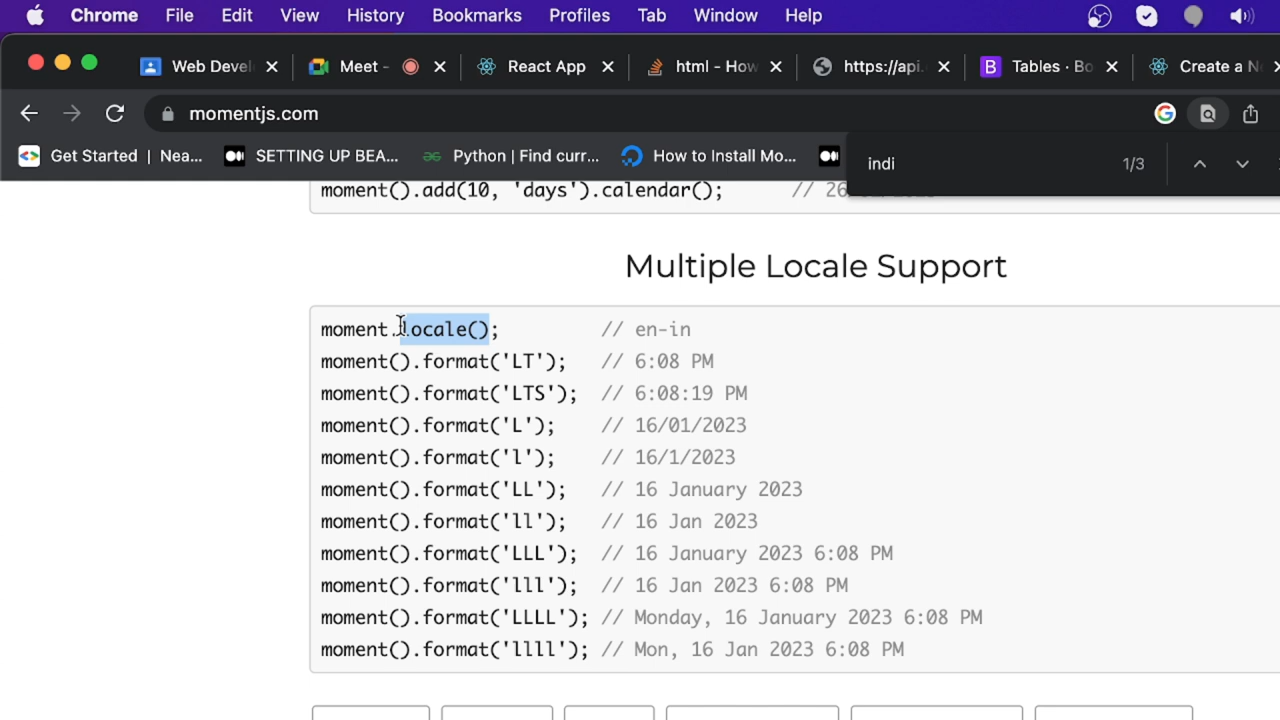 Chrome File Edit View History Bookmarks Profiles Tab Window Help
Web Devel Meet - React App html - How https://api. Tables · Bo Create a N
momentjs.com
Get Started | Nea... SETTING UP BEA... Python | Find curr... How to Install Mo... indi 1/3
moment().add(10, 'days').calendar(); // 26
Multiple Locale Support
moment.locale(); // en-in
moment().format('LT'); // 6:08 PM
moment().format('LTS'); // 6:08:19 PM
moment().format('L'); // 16/01/2023
moment().format('l'); // 16/1/2023
moment().format('LL'); // 16 January 2023
moment().format('ll'); // 16 Jan 2023
moment().format('LLL'); // 16 January 2023 6:08 PM
moment().format('lll'); // 16 Jan 2023 6:08 PM
moment().format('LLLL'); // Monday, 16 January 2023 6:08 PM
moment().format('llll'); // Mon, 16 Jan 2023 6:08 PM